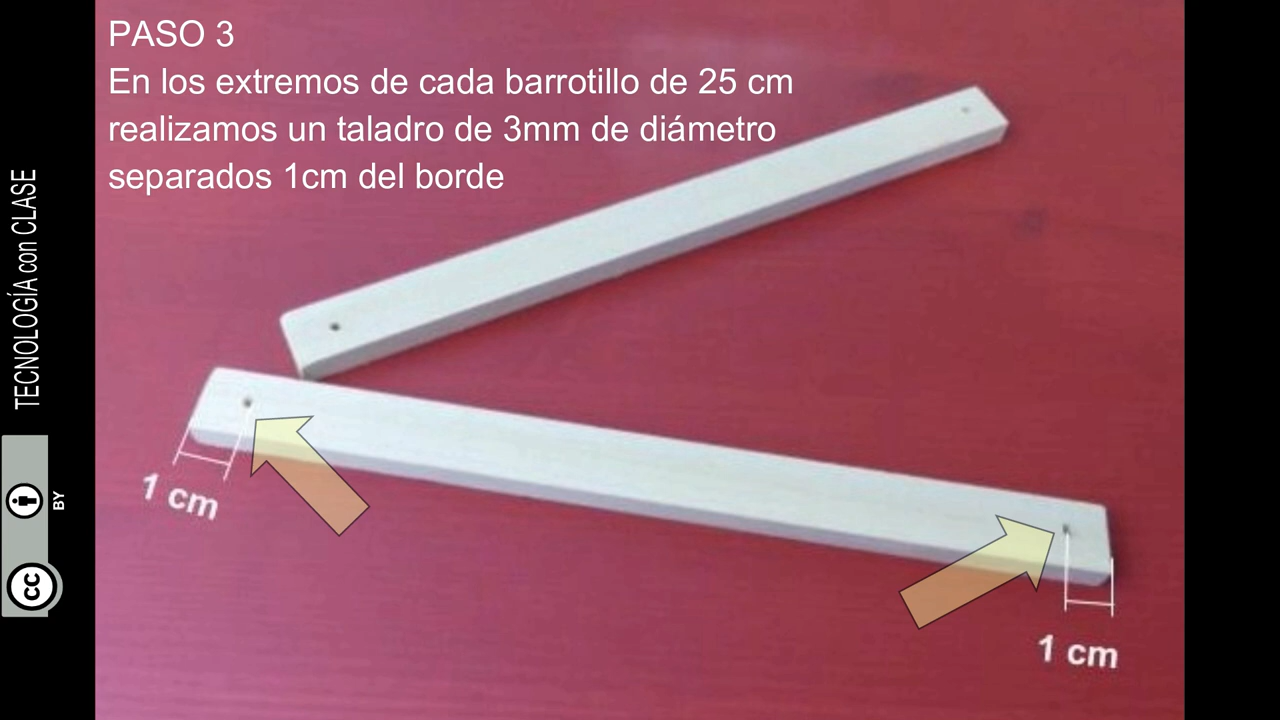 PASO 3
En los extremos de cada barrotillo de 25 cm
realizamos un taladro de 3mm de diámetro
separados 1cm del borde
1 cm
1 cm
TECNOLOGÍA con CLASE
BY
cc